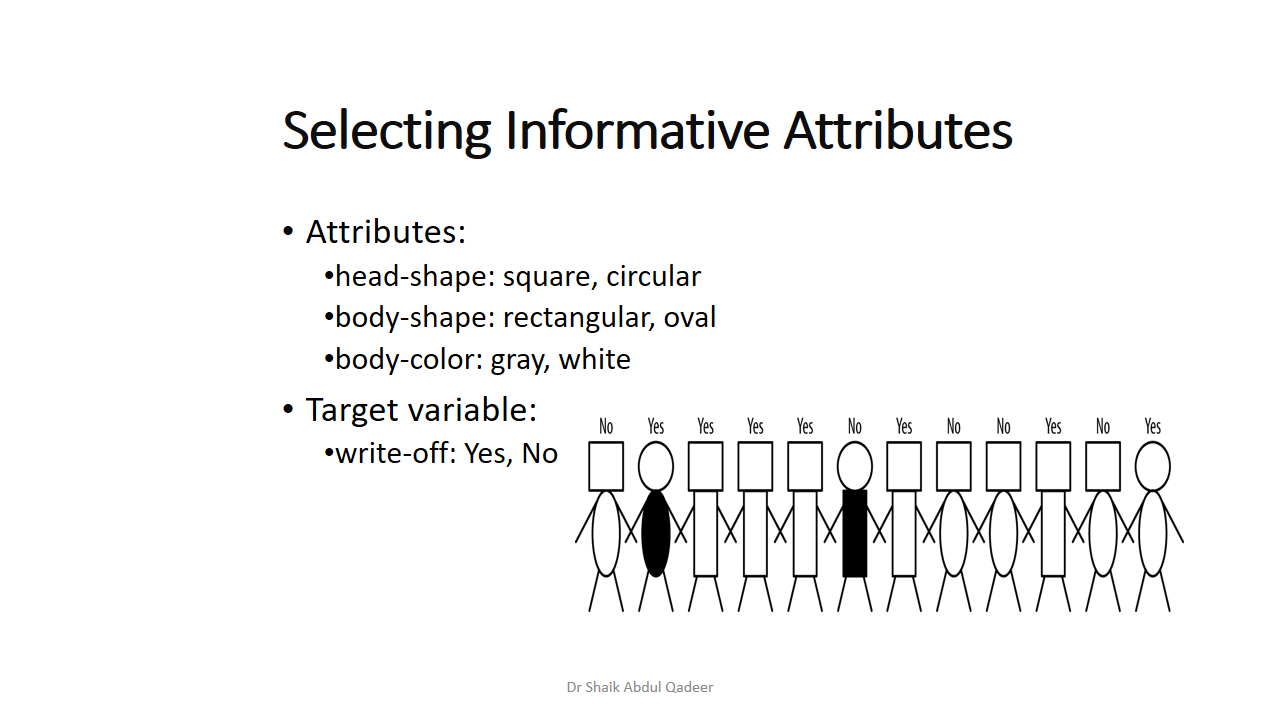 Selecting Informative Attributes
• Attributes:
•head-shape: square, circular
•body-shape: rectangular, oval
•body-color: gray, white
• Target variable:
•write-off: Yes, No
No Yes Yes Yes Yes No Yes No No Yes No Yes
Dr Shaik Abdul Qadeer